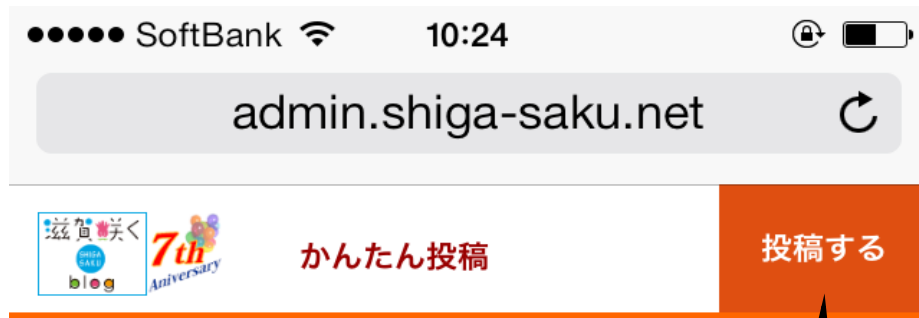 SoftBank 10:24
admin.shiga-saku.net
滋賀咲く
SHIGA
SAKU
blog
7th
Aniversary
かんたん投稿
投稿する